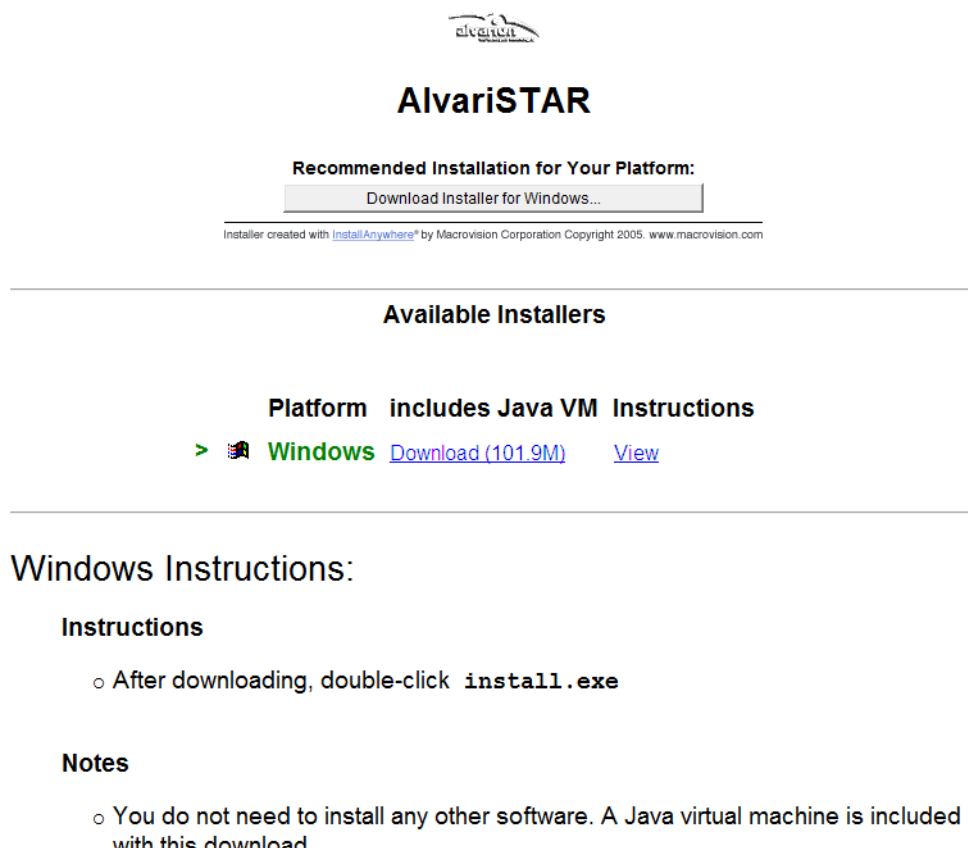 alvarion
AlvariSTAR
Recommended Installation for Your Platform:
Download Installer for Windows...
Installer created with InstallAnywhere® by Macrovision Corporation Copyright 2005. www.macrovision.com
Available Installers
Platform includes Java VM Instructions
> Windows Download (101.9M) View
Windows Instructions:
Instructions
○ After downloading, double-click install.exe
Notes
○ You do not need to install any other software. A Java virtual machine is included
with this download